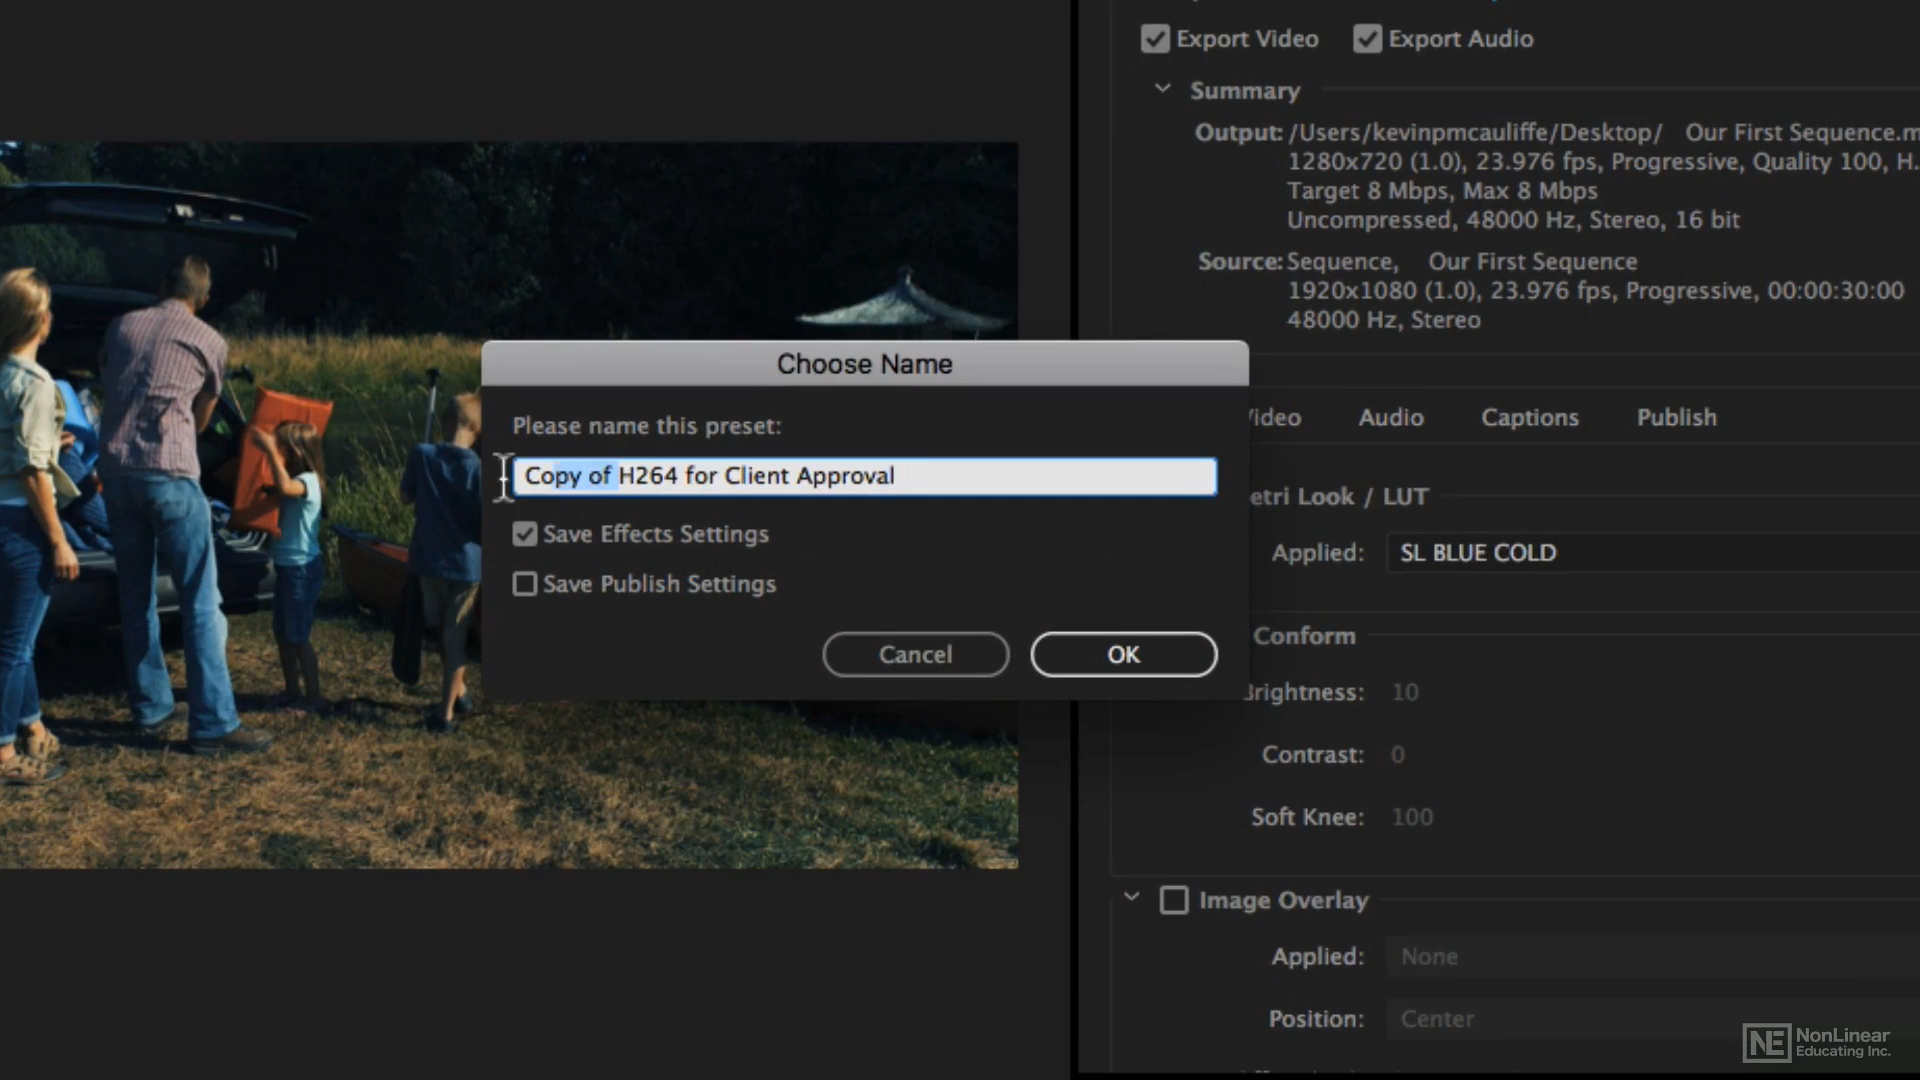 Export Video Export Audio
Summary
Output: /Users/kevinpmcauliffe/Desktop/ Our First Sequence.m
1280x720 (1.0), 23.976 fps, Progressive, Quality 100, H.
Target 8 Mbps, Max 8 Mbps
Uncompressed, 48000 Hz, Stereo, 16 bit
Source: Sequence, Our First Sequence
1920x1080 (1.0), 23.976 fps, Progressive, 00:00:30:00
48000 Hz, Stereo
Choose Name
Please name this preset:
Copy of H264 for Client Approval
Save Effects Settings
Save Publish Settings
Cancel OK
ideo Audio Captions Publish
etri Look / LUT
Applied: SL BLUE COLD
Conform
Brightness: 10
Contrast: 0
Soft Knee: 100
Image Overlay
Applied: None
Position: Center
NE NonLinear
Educating Inc.